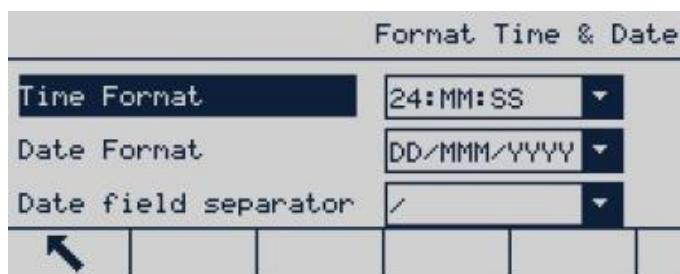 Format Time & Date
Time Format 24:MM:SS
Date Format DD/MMM/YYYY
Date field separator /